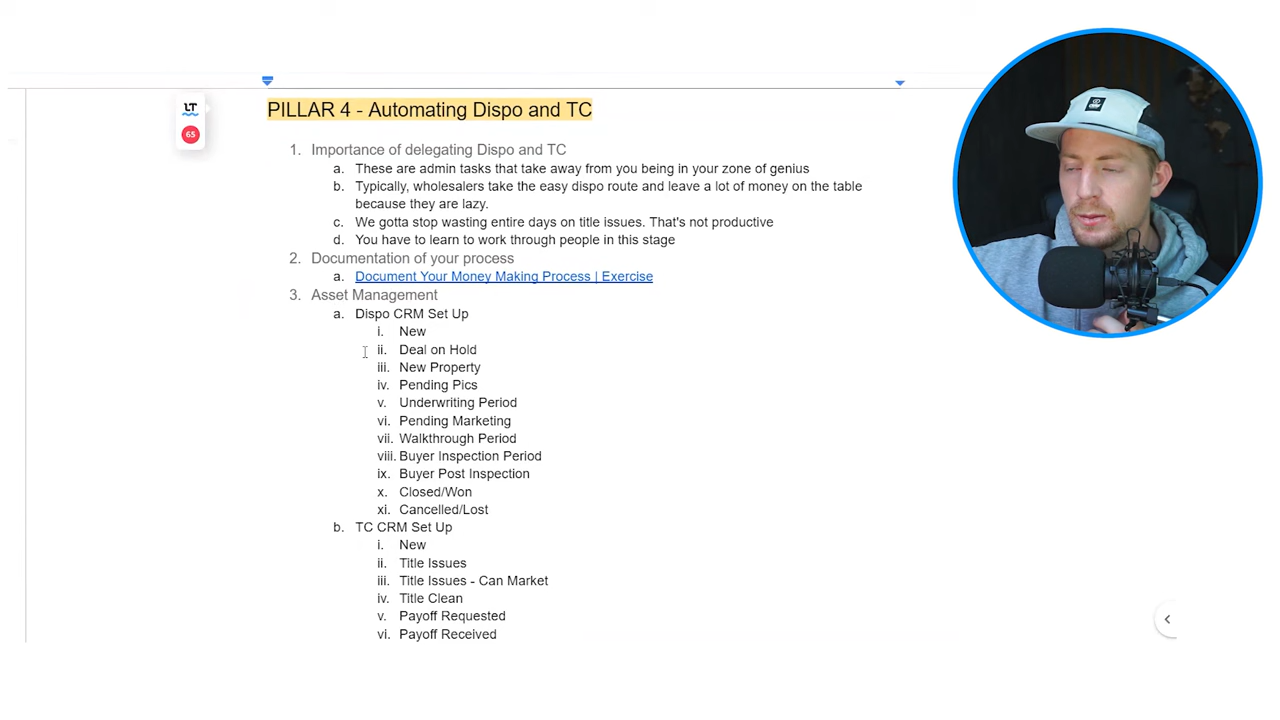 LT
65
PILLAR 4 - Automating Dispo and TC
1. Importance of delegating Dispo and TC
a. These are admin tasks that take away from you being in your zone of genius
b. Typically, wholesalers take the easy dispo route and leave a lot of money on the table
because they are lazy.
c. We gotta stop wasting entire days on title issues. That's not productive
d. You have to learn to work through people in this stage
2. Documentation of your process
a. Document Your Money Making Process | Exercise
3. Asset Management
a. Dispo CRM Set Up
i. New
ii. Deal on Hold
iii. New Property
iv. Pending Pics
v. Underwriting Period
vi. Pending Marketing
vii. Walkthrough Period
viii. Buyer Inspection Period
ix. Buyer Post Inspection
x. Closed/Won
xi. Cancelled/Lost
b. TC CRM Set Up
i. New
ii. Title Issues
iii. Title Issues - Can Market
iv. Title Clean
v. Payoff Requested
vi. Payoff Received